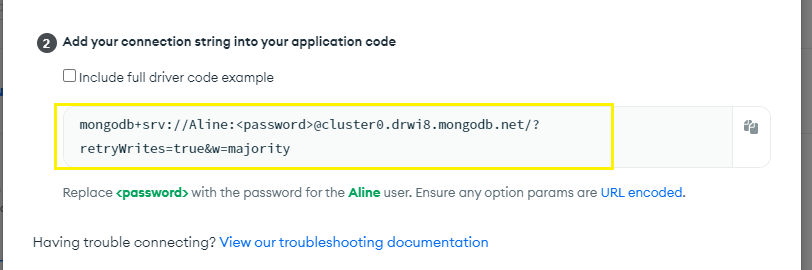 2 Add your connection string into your application code
Include full driver code example
mongodb+srv://Aline:<password>@cluster0.drwi8.mongodb.net/?
retryWrites=true&w=majority
Replace <password> with the password for the Aline user. Ensure any option params are URL encoded.
Having trouble connecting? View our troubleshooting documentation